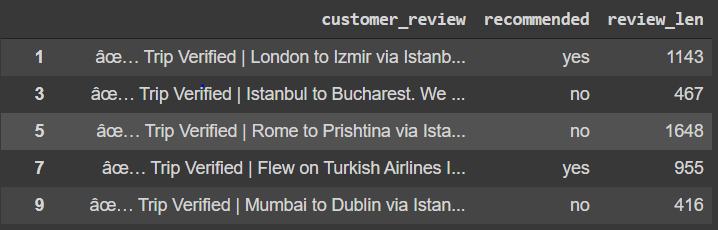 customer_review recommended review_len
1 âœ… Trip Verified | London to Izmir via Istanb... yes 1143
3 âœ… Trip Verified | Istanbul to Bucharest. We ... no 467
5 âœ… Trip Verified | Rome to Prishtina via Ista... no 1648
7 âœ… Trip Verified | Flew on Turkish Airlines I... yes 955
9 âœ… Trip Verified | Mumbai to Dublin via Istan... no 416